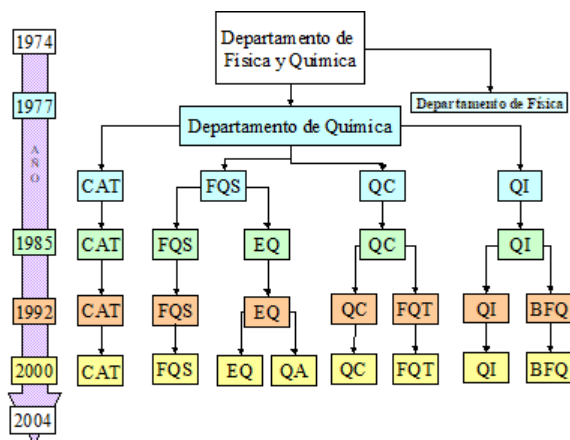 1974
Departamento de
Física y Química
1977
Departamento de Física
Departamento de Química
AÑO
CAT FQS QC QI
1985
CAT FQS EQ QC QI
1992
CAT FQS EQ QC FQT QI BFQ
2000
CAT FQS EQ QA QC FQT QI BFQ
2004